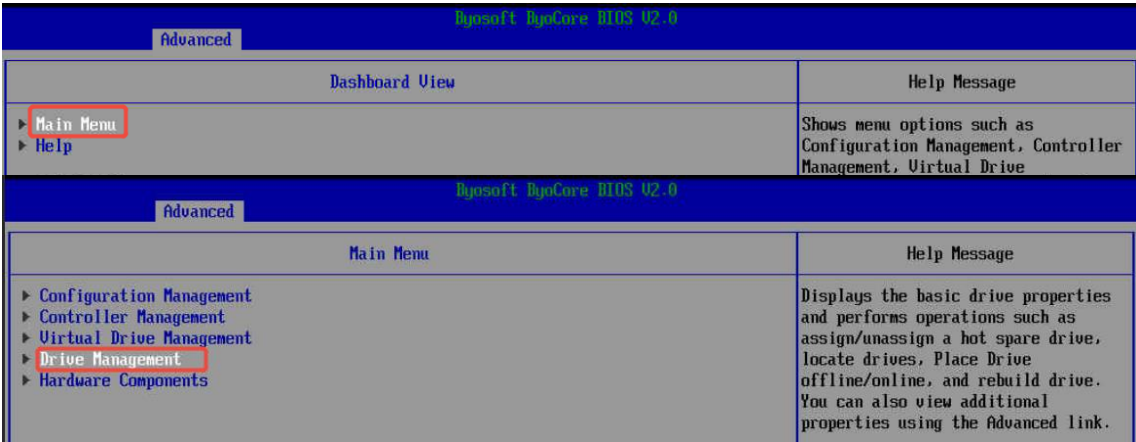 Byosoft ByoCore BIOS V2.0
Advanced
Dashboard View
Help Message
Main Menu
Help
Shows menu options such as
Configuration Management, Controller
Management, Virtual Drive
Byosoft ByoCore BIOS V2.0
Advanced
Main Menu
Help Message
Configuration Management
Controller Management
Virtual Drive Management
Drive Management
Hardware Components
Displays the basic drive properties
and performs operations such as
assign/unassign a hot spare drive,
locate drives, Place Drive
offline/online, and rebuild drive.
You can also view additional
properties using the Advanced link.